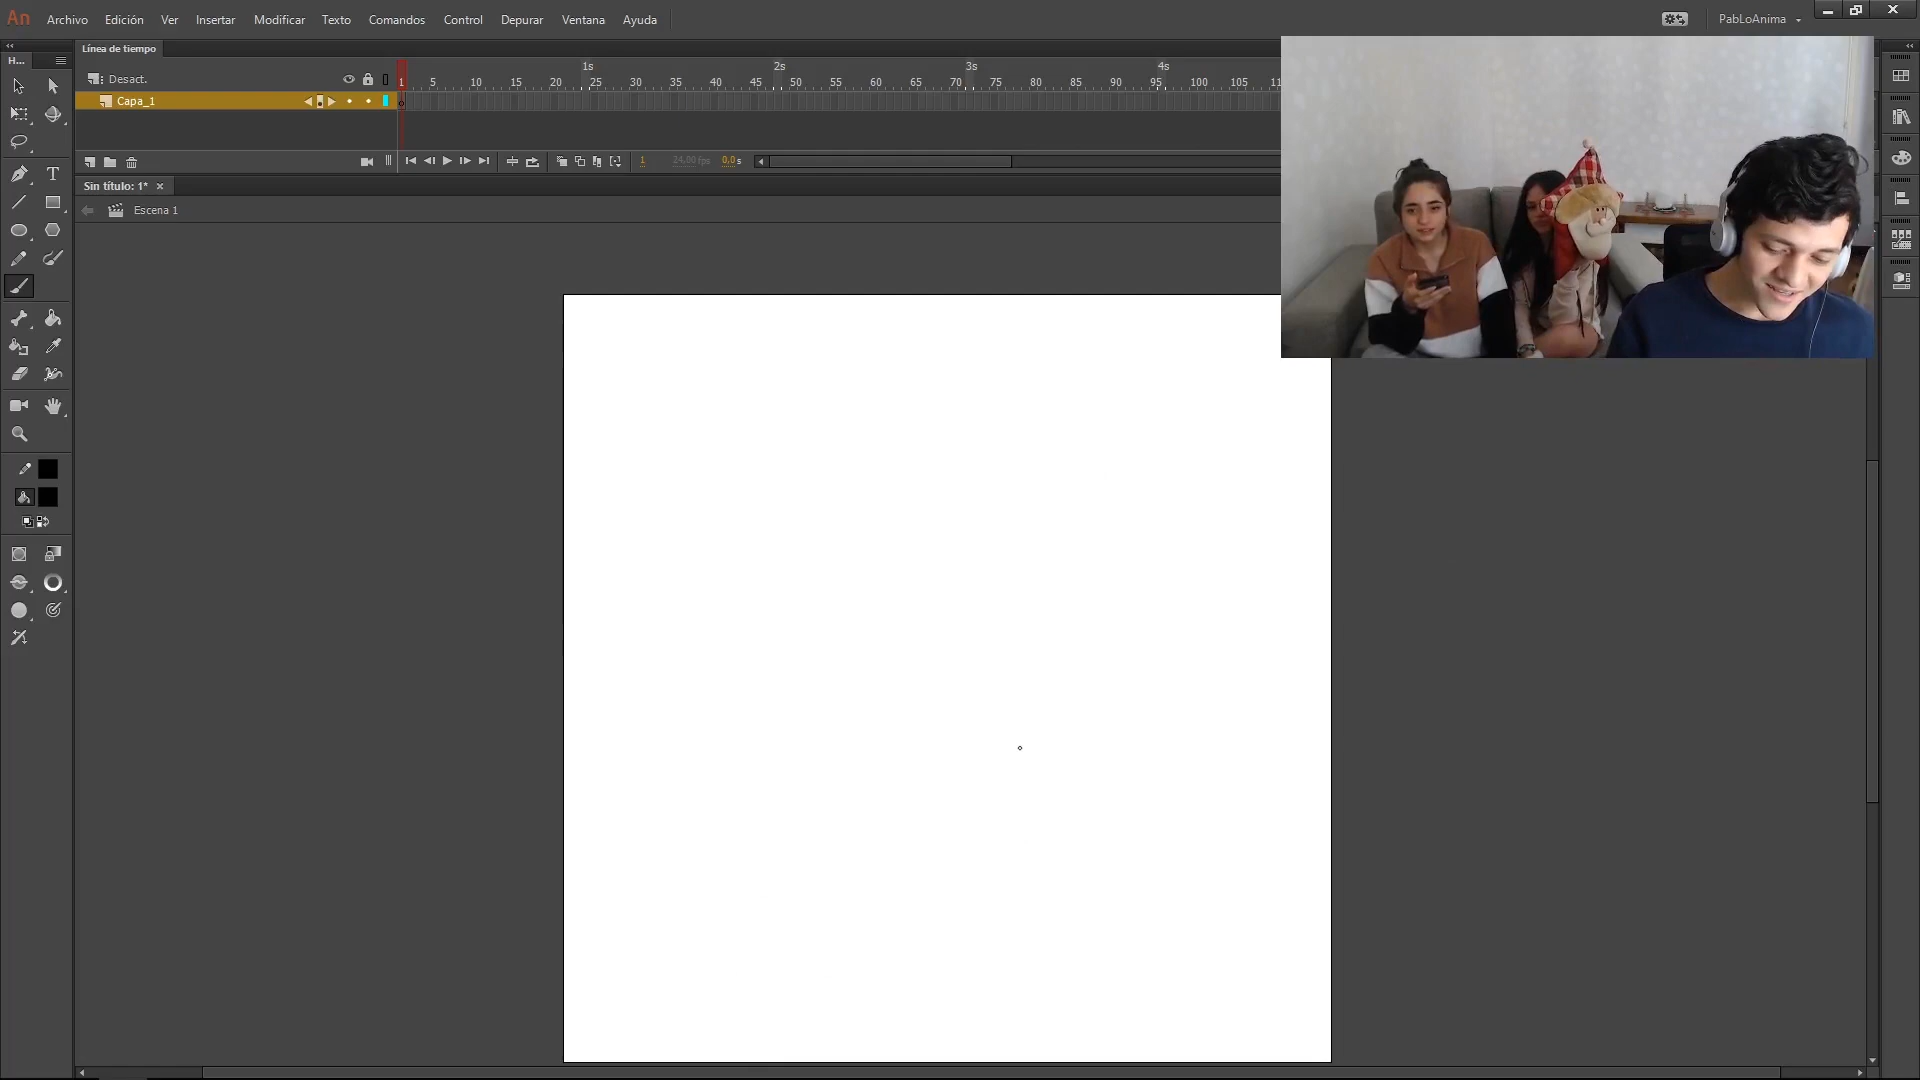 An Archivo Edición Ver Insertar Modificar Texto Comandos Control Depurar Ventana Ayuda PabLoAnima
H... Línea de tiempo
1s 2s 3s 4s
Desact. 1 5 10 15 20 25 30 35 40 45 50 55 60 65 70 75 80 85 90 95 100 105
Capa_1
1 24,00 fps 0,0 s
Sin título: 1*
Escena 1